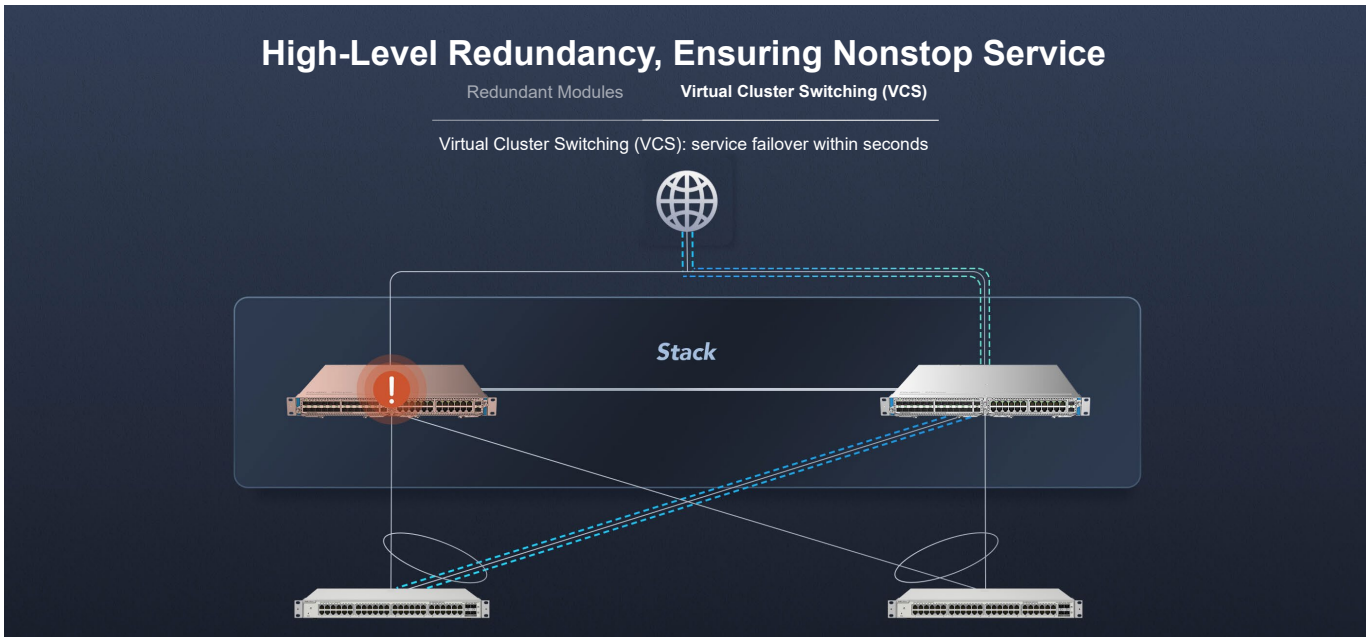 High-Level Redundancy, Ensuring Nonstop Service
Redundant Modules Virtual Cluster Switching (VCS)
Virtual Cluster Switching (VCS): service failover within seconds
Stack
!